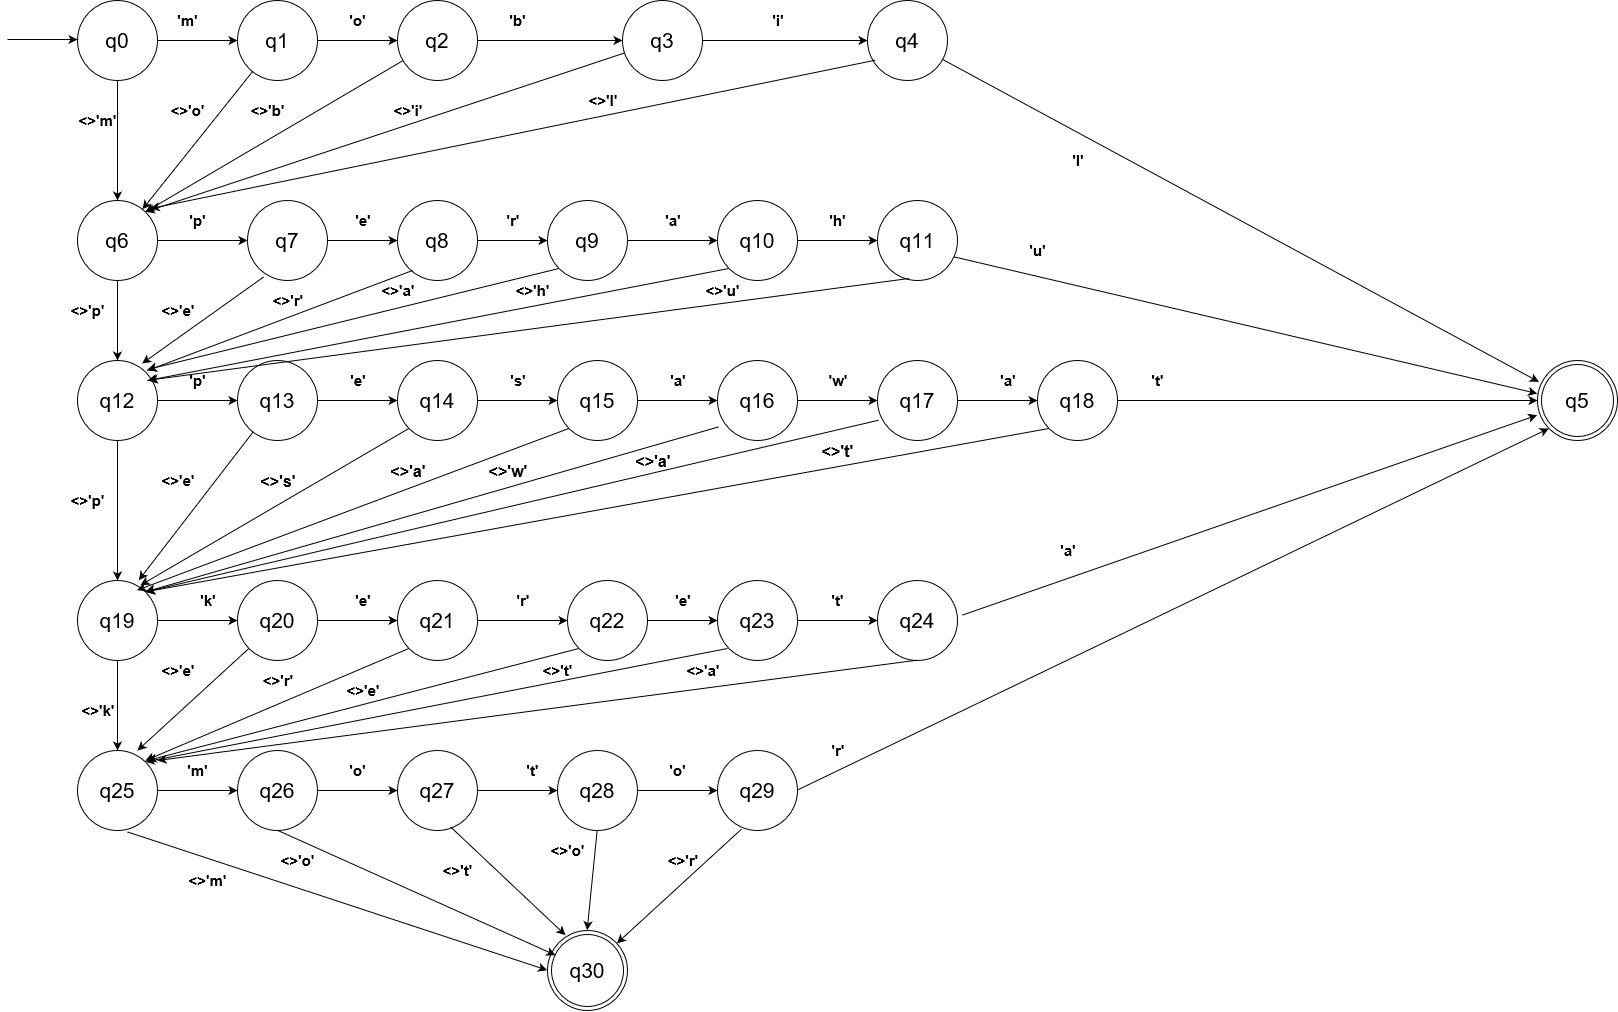 'm' 'o' 'b' 'i'
q0 q1 q2 q3 q4
<>'m' <>'o' <>'b' <>'i' <>'l'
'l'
'p' 'e' 'r' 'a' 'h'
q6 q7 q8 q9 q10 q11 'u'
<>'p' <>'e' <>'r' <>'a' <>'h' <>'u'
'p' 'e' 's' 'a' 'w' 'a' 't'
q12 q13 q14 q15 q16 q17 q18 q5
<>'p' <>'e' <>'s' <>'a' <>'w' <>'a' <>'t'
'a'
'k' 'e' 'r' 'e' 't'
q19 q20 q21 q22 q23 q24
<>'k' <>'e' <>'r' <>'e' <>'t' <>'a'
'r'
'm' 'o' 't' 'o'
q25 q26 q27 q28 q29
<>'m' <>'o' <>'t' <>'o' <>'r'
q30